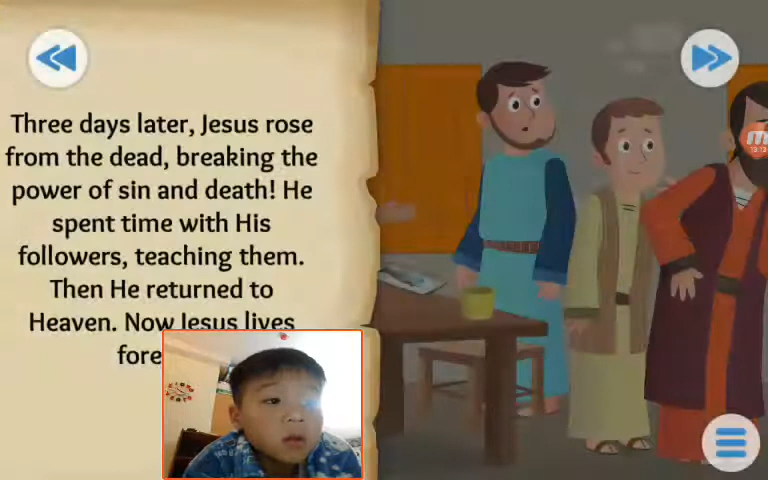 Three days later, Jesus rose
from the dead, breaking the
power of sin and death! He
spent time with His
followers, teaching them.
Then He returned to
Heaven. Now Jesus lives
fore